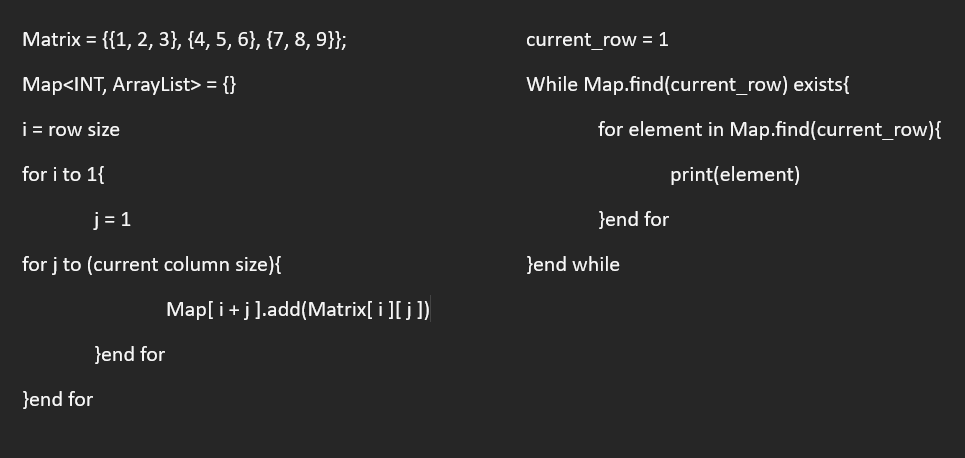 Matrix = {{1, 2, 3}, {4, 5, 6}, {7, 8, 9}};
Map<INT, ArrayList> = {}
i = row size
for i to 1{
j = 1
for j to (current column size){
Map[ i + j ].add(Matrix[ i ][ j ])
}end for
}end for
current_row = 1
While Map.find(current_row) exists{
for element in Map.find(current_row){
print(element)
}end for
}end while